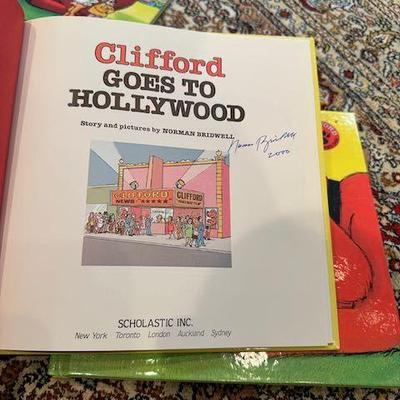 Clifford
GOES TO
HOLLYWOOD
Story and pictures by NORMAN BRIDWELL
Norman Bridwell
2000
CLIFFORD
NEWS ★★★★★
CLIFFORD
SCHOLASTIC INC.
New York Toronto London Auckland Sydney